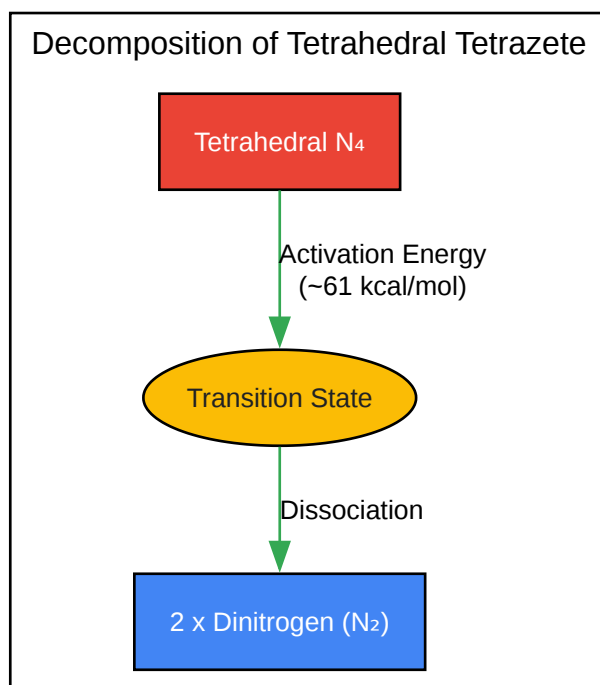 Decomposition of Tetrahedral Tetrazete
Tetrahedral N₄
Activation Energy
(~61 kcal/mol)
Transition State
Dissociation
2 x Dinitrogen (N₂)